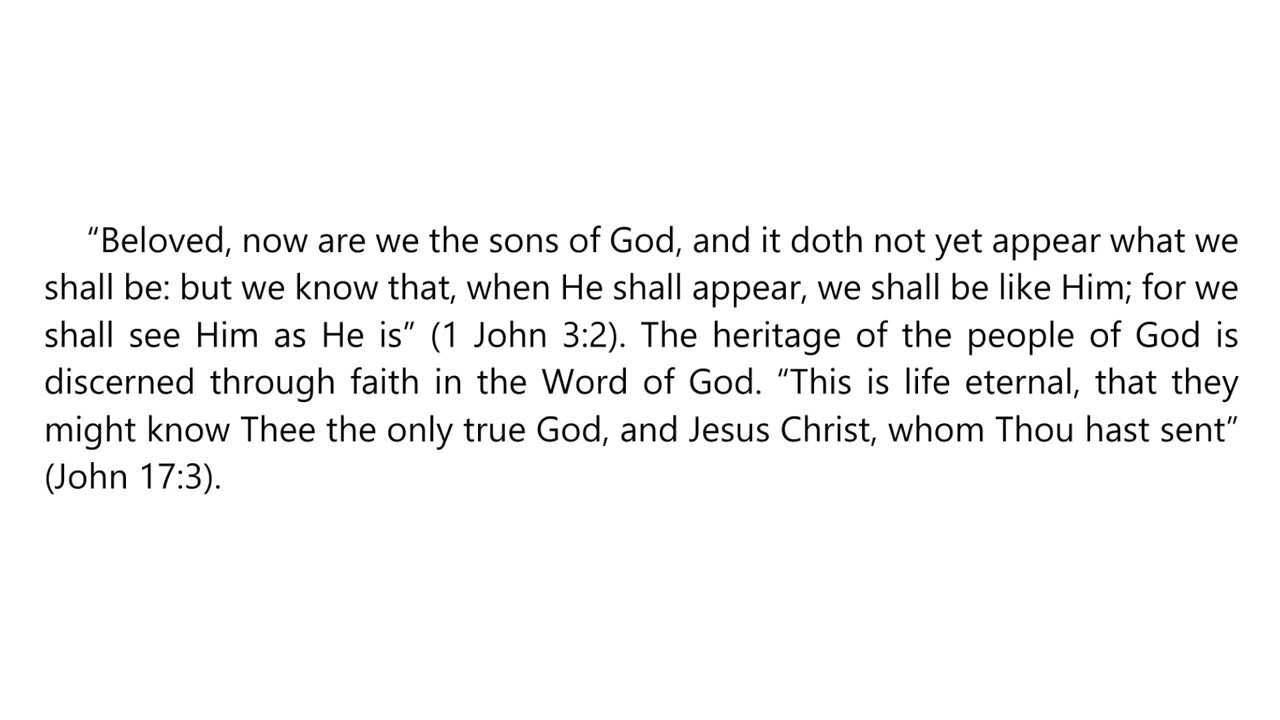 “Beloved, now are we the sons of God, and it doth not yet appear what we
shall be: but we know that, when He shall appear, we shall be like Him; for we
shall see Him as He is” (1 John 3:2). The heritage of the people of God is
discerned through faith in the Word of God. “This is life eternal, that they
might know Thee the only true God, and Jesus Christ, whom Thou hast sent”
(John 17:3).